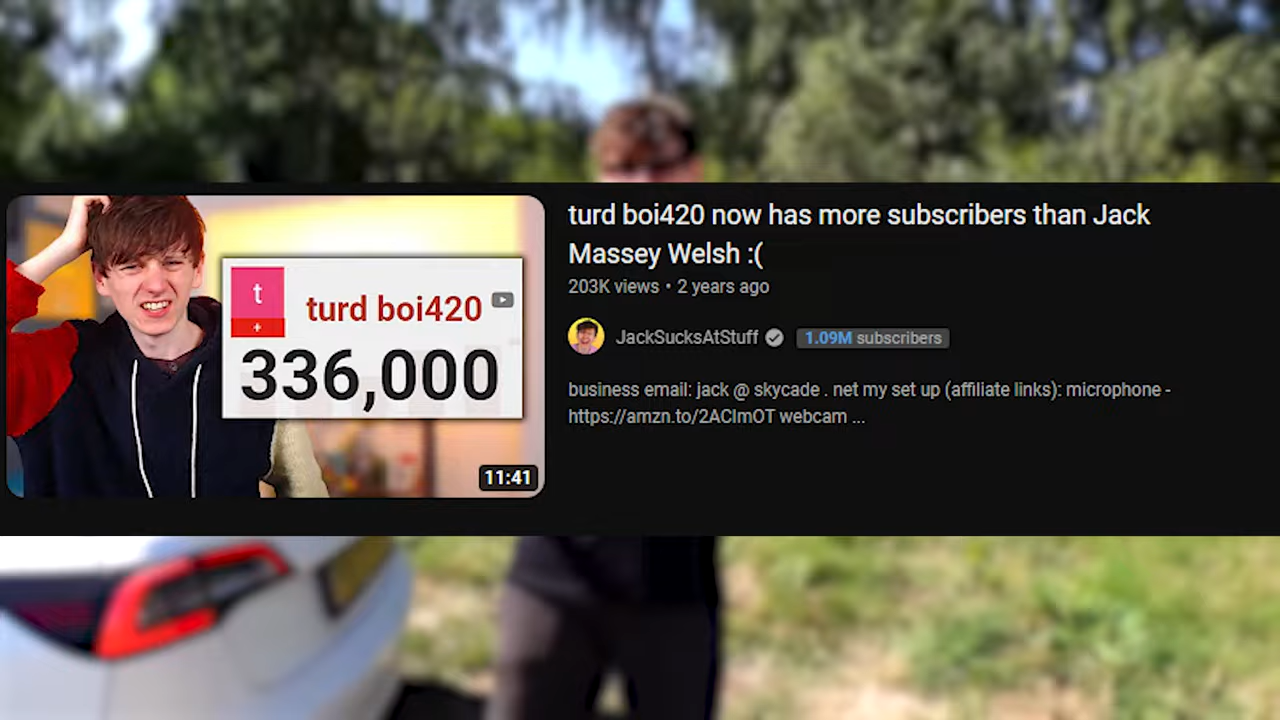 turd boi420 now has more subscribers than Jack
Massey Welsh :(
203K views • 2 years ago
JackSucksAtStuff
1.09M subscribers
business email: jack @ skycade . net my set up (affiliate links): microphone -
https://amzn.to/2AClmOT webcam ...
t
+
turd boi420
336,000
11:41